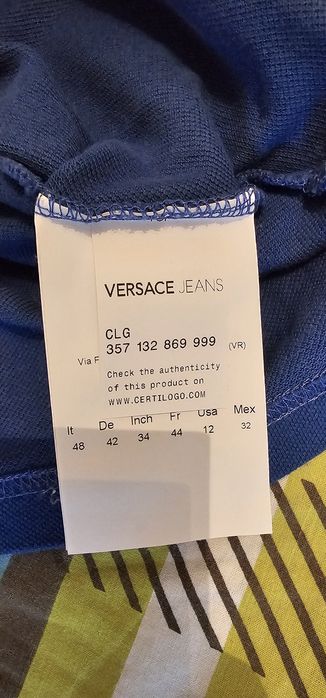 VERSACE JEANS
CLG
357 132 869 999 (VR)
Via
Check the authenticity
of this product on
WWW.CERTILOGO.COM
It De Inch Fr Usa Mex
48 42 34 44 12 32